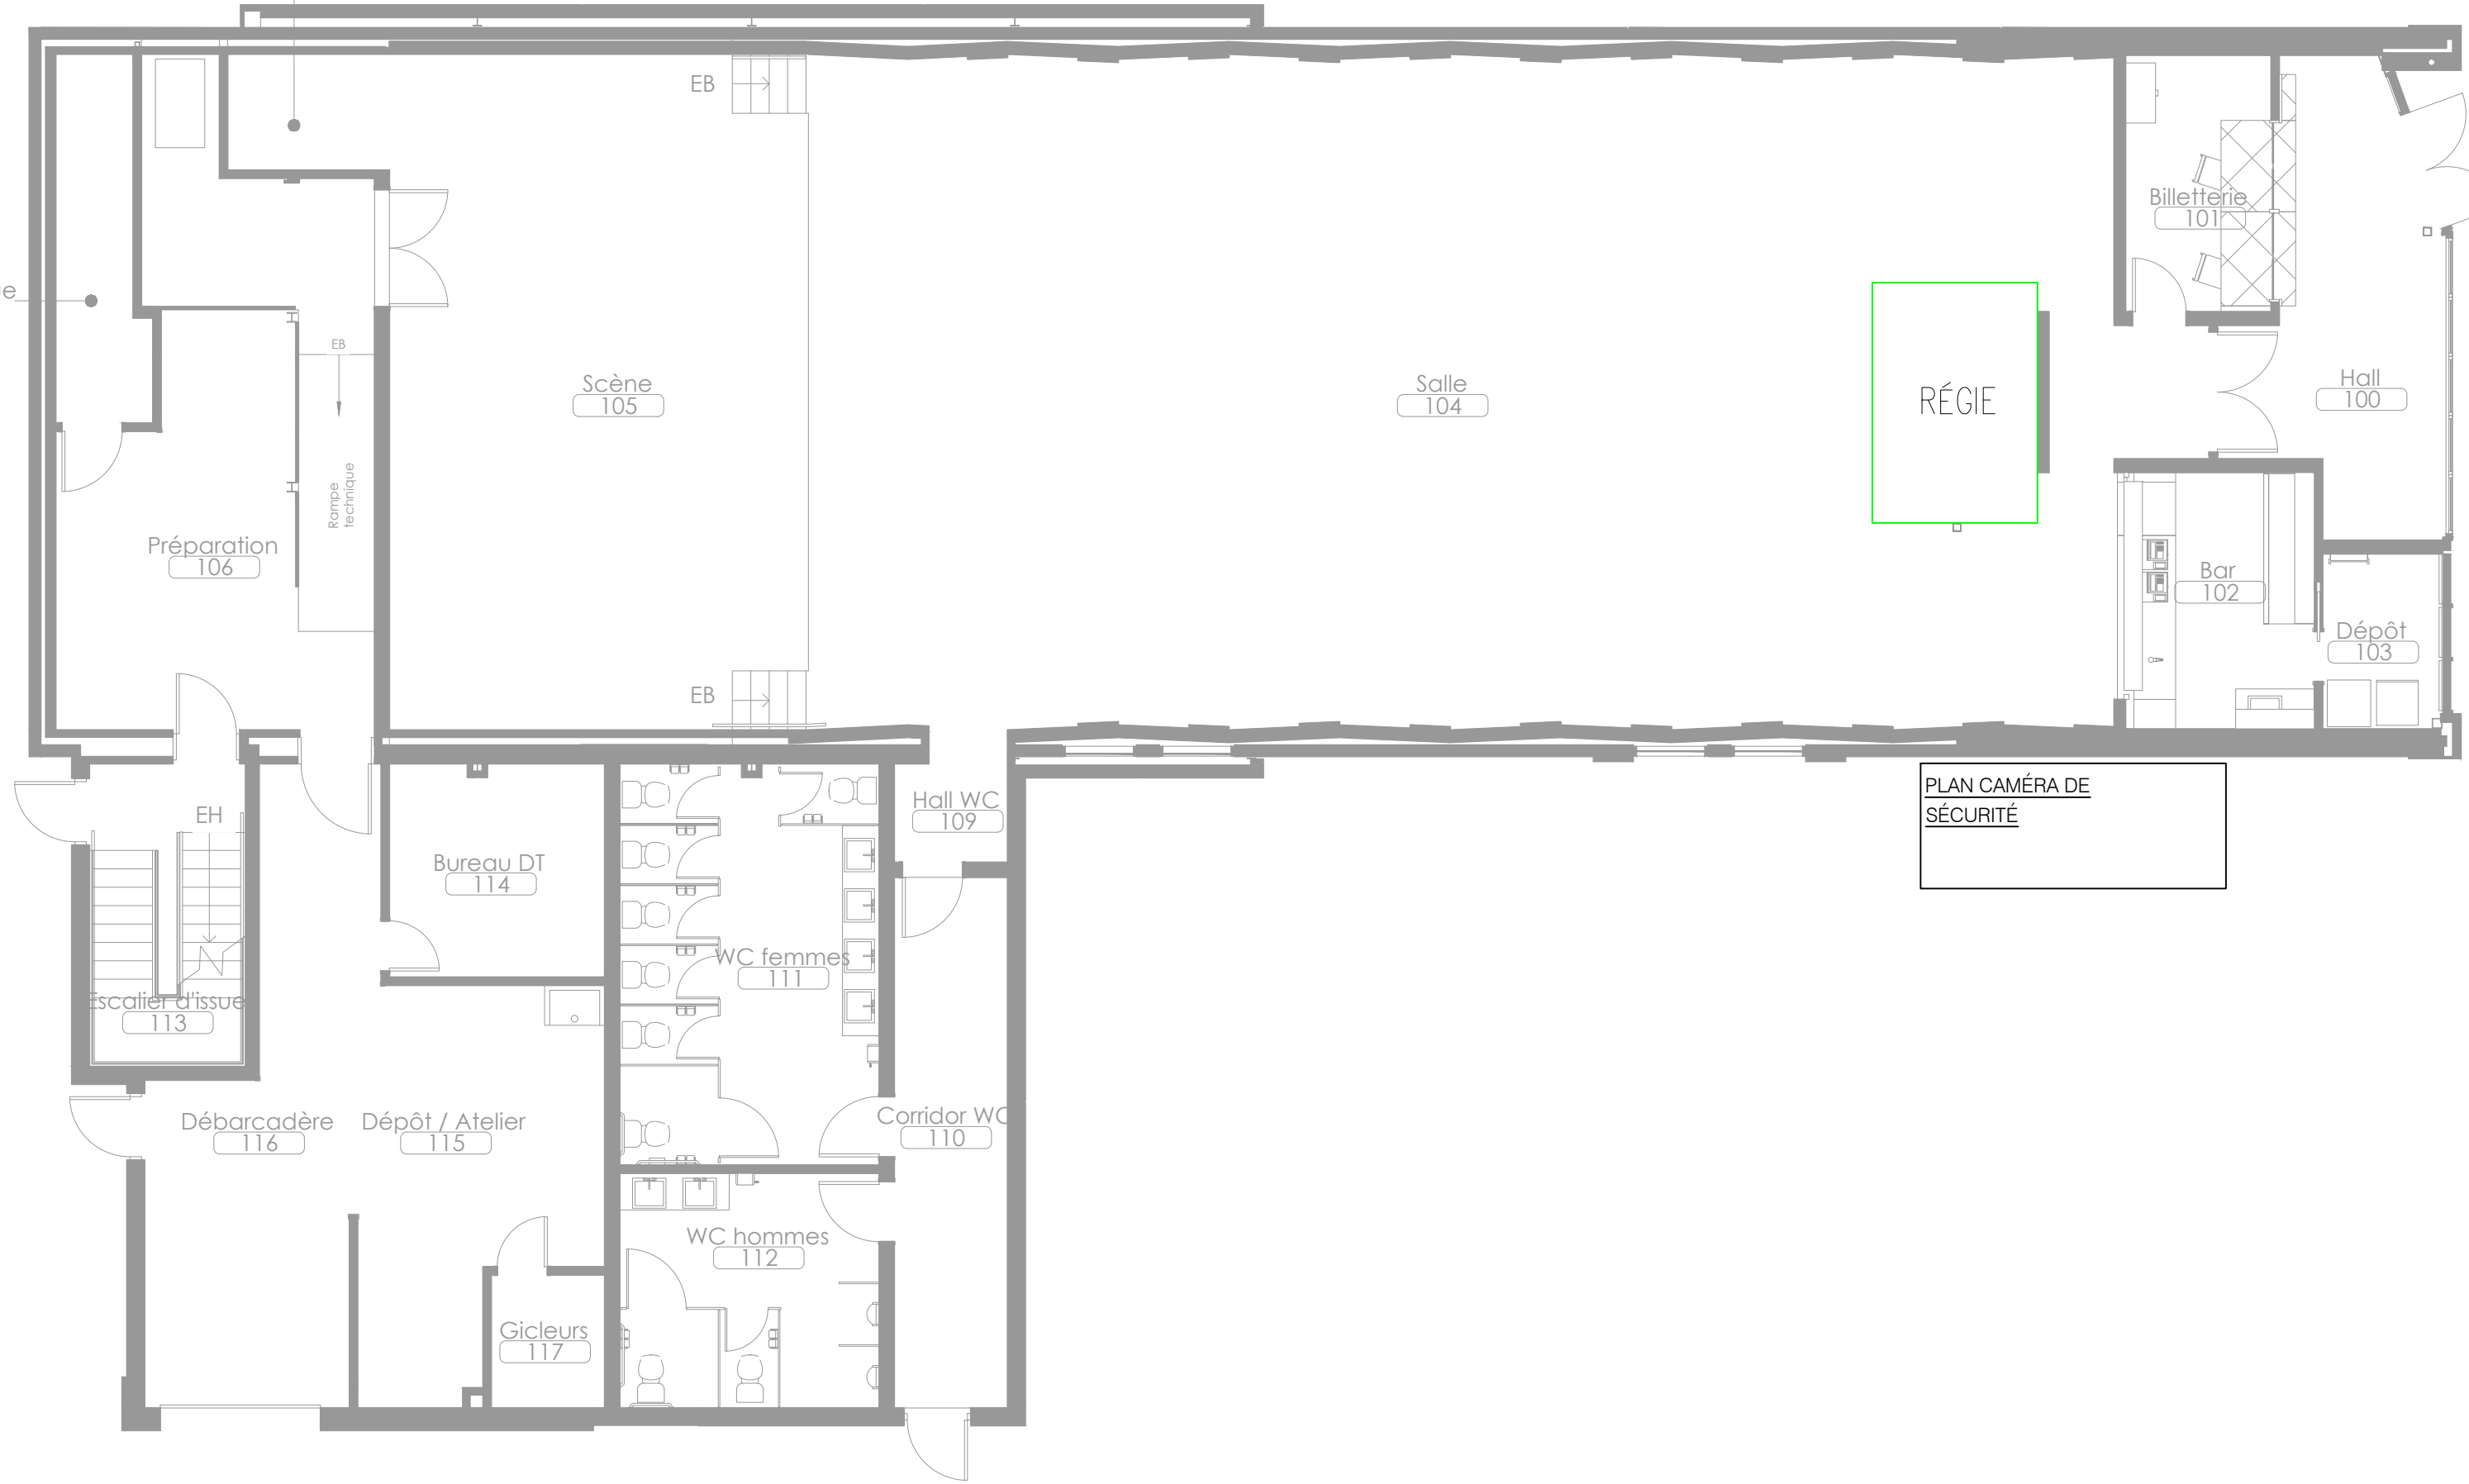 EB
Billetterie
101
e
EB
Scène
105
Salle
104
RÉGIE
Hall
100
Rampe
technique
Préparation
106
Bar
102
Dépôt
103
EB
PLAN CAMÉRA DE
SÉCURITÉ
EH
Hall WC
109
Bureau DT
114
WC femmes
111
Escalier d'issue
113
Débarcadère
116
Dépôt / Atelier
115
Corridor WC
110
WC hommes
112
Gicleurs
117